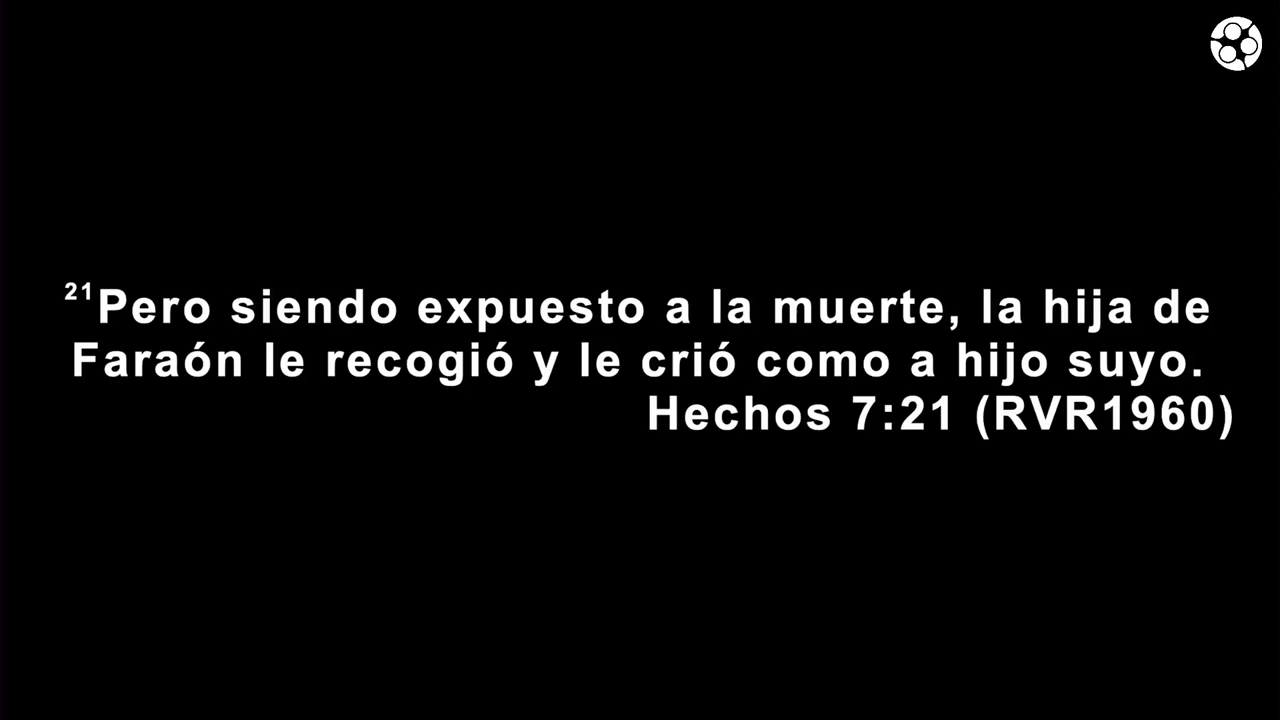 21Pero siendo expuesto a la muerte, la hija de
Faraón le recogió y le crió como a hijo suyo.
Hechos 7:21 (RVR1960)